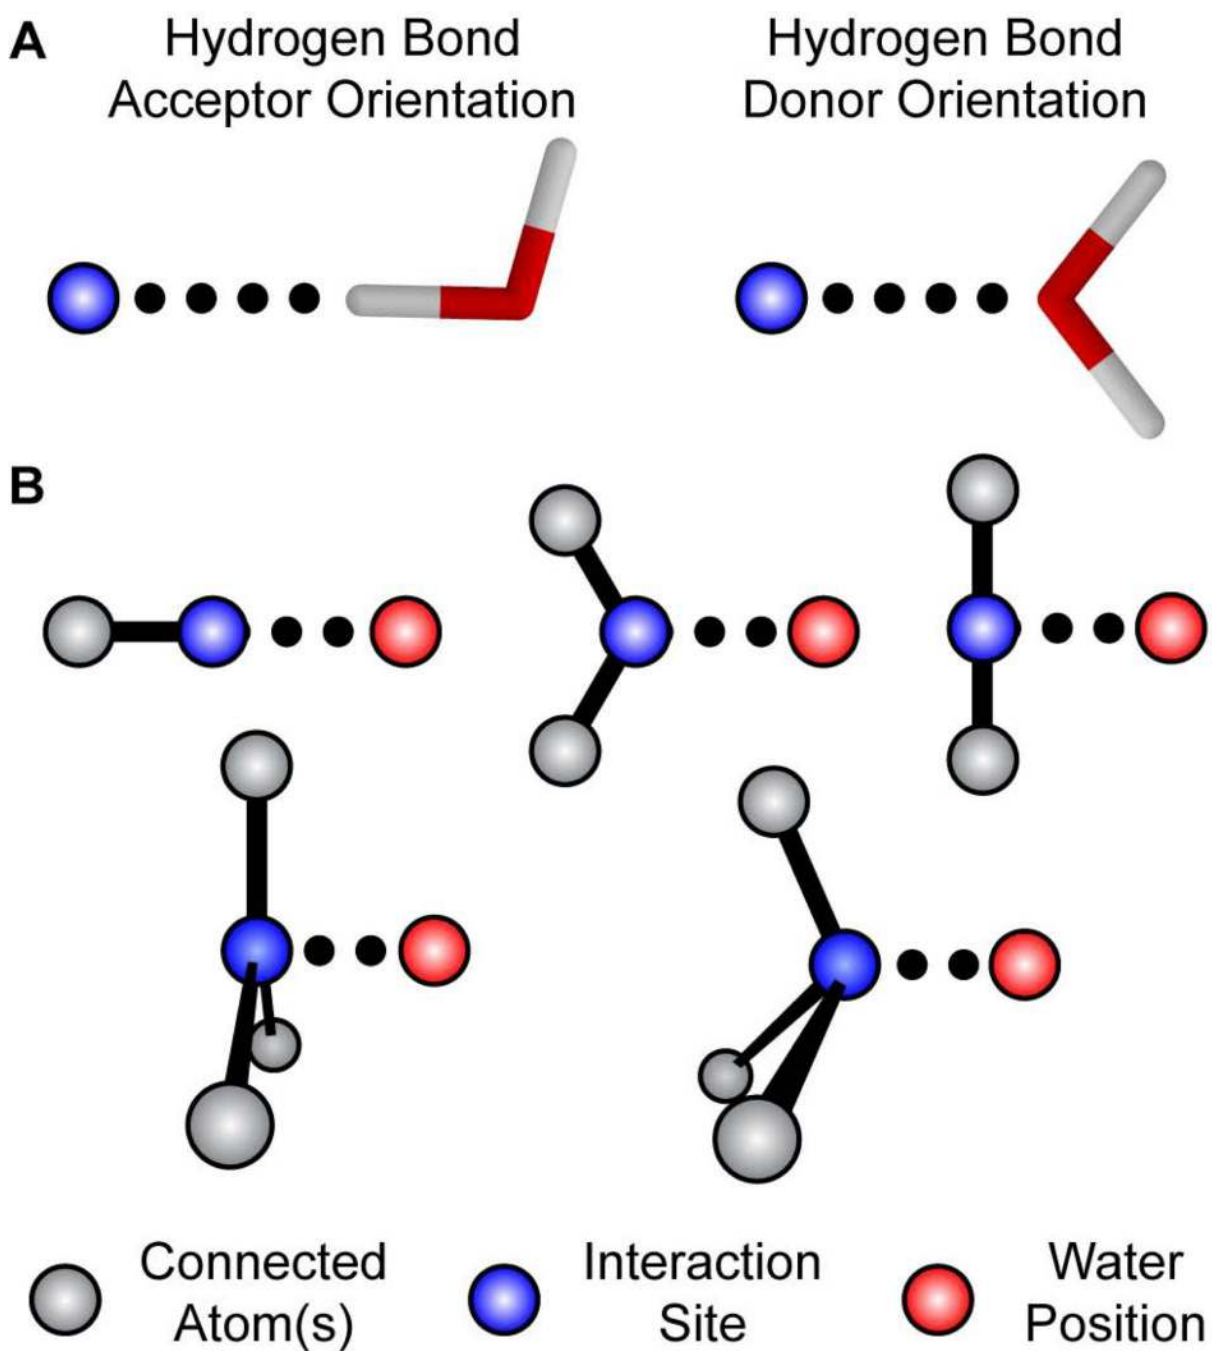 A
Hydrogen Bond
Acceptor Orientation
Hydrogen Bond
Donor Orientation
B
Connected
Atom(s)
Interaction
Site
Water
Position